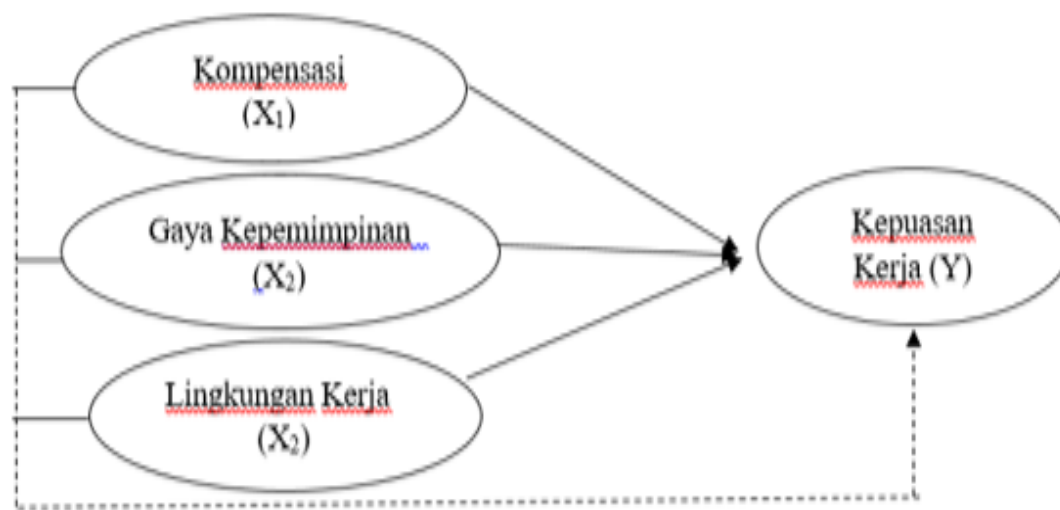 Kompensasi
(X₁)
Gaya Kepemimpinan
(X₂)
Kepuasan
Kerja (Y)
Lingkungan Kerja
(X₂)